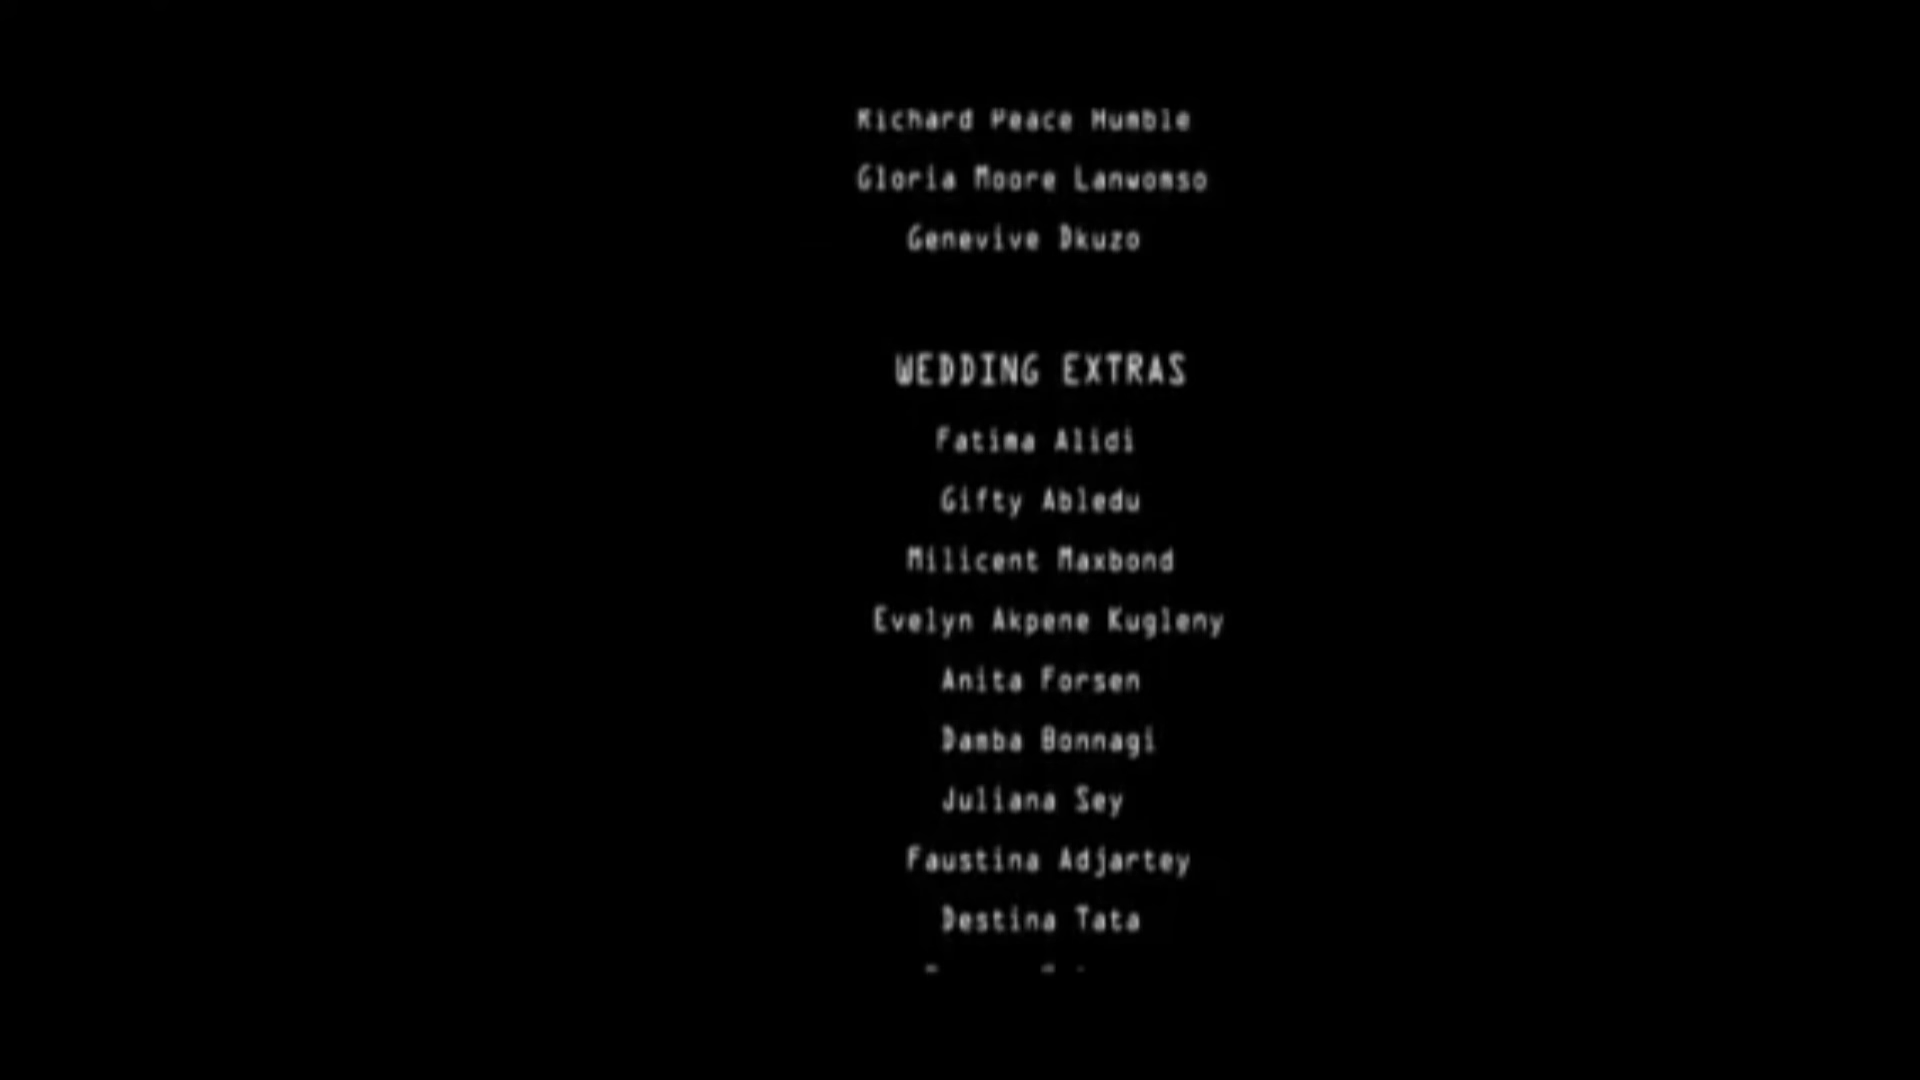 Richard Peace Humble
Gloria Moore Lanwomso
Genevive Dkuzo
WEDDING EXTRAS
Fatima Alidi
Gifty Abledu
Milicent Maxbond
Evelyn Akpene Kugleny
Anita Forsen
Damba Bonnagi
Juliana Sey
Faustina Adjartey
Destina Tata